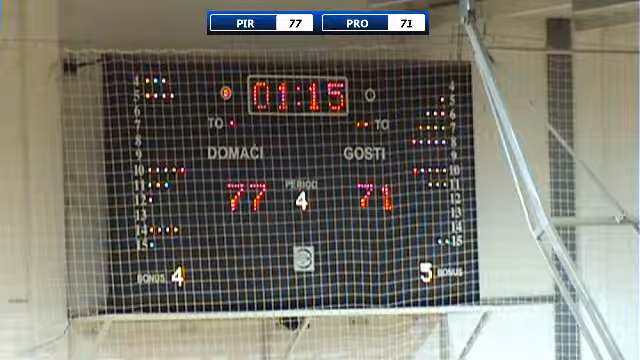 PIR 77 PRO 71
01:15
TO TO
DOMAĆI GOSTI
77 PERIOD 71
4
4 4
5 5
6 6
7 7
8 8
9 9
10 10
11 11
12 12
13 13
14 14
15 15
BONUS 4 5 BONUS